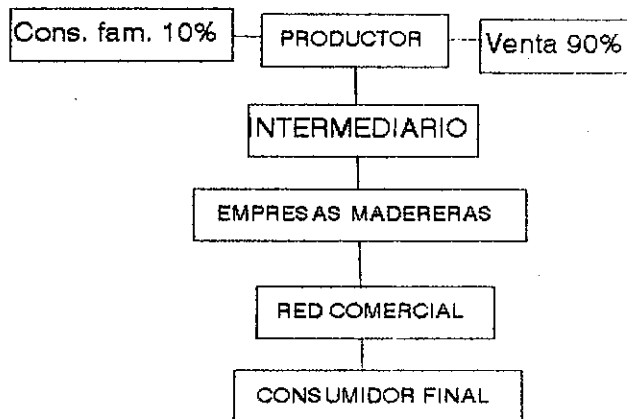 Cons. fam. 10%
PRODUCTOR
Venta 90%
INTERMEDIARIO
EMPRESAS MADERERAS
RED COMERCIAL
CONSUMIDOR FINAL